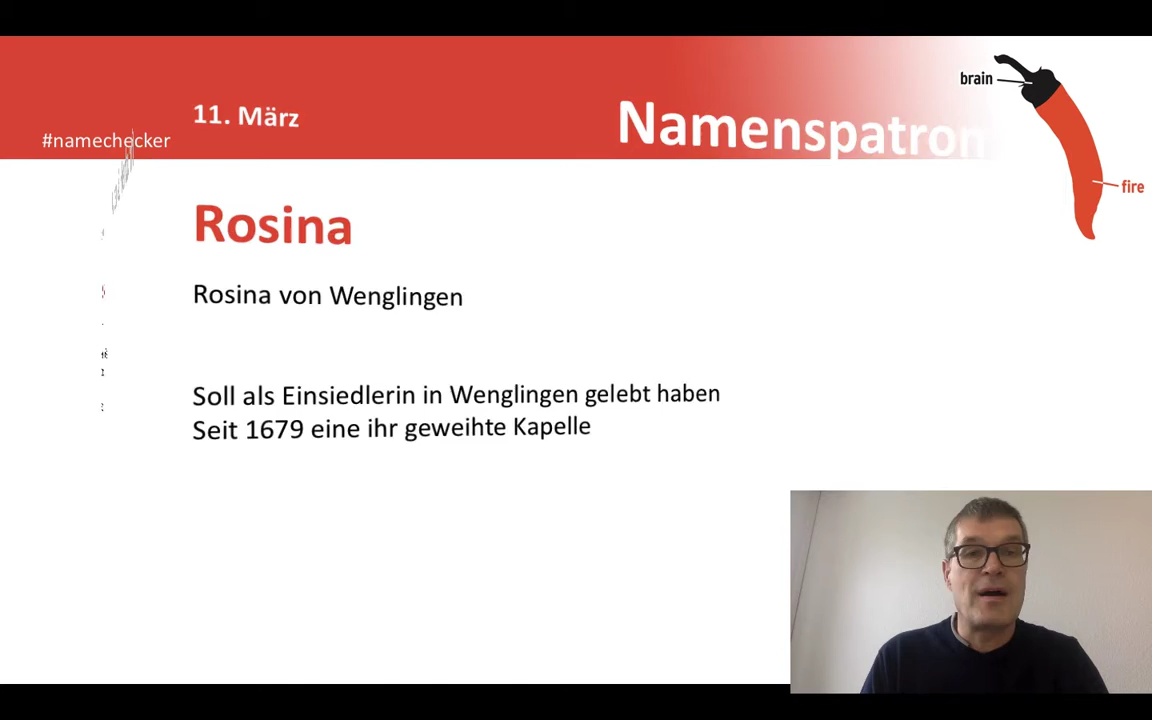 11. März
#namechecker
Namenspatron
brain
fire
Rosina
Rosina von Wenglingen
Soll als Einsiedlerin in Wenglingen gelebt haben
Seit 1679 eine ihr geweihte Kapelle